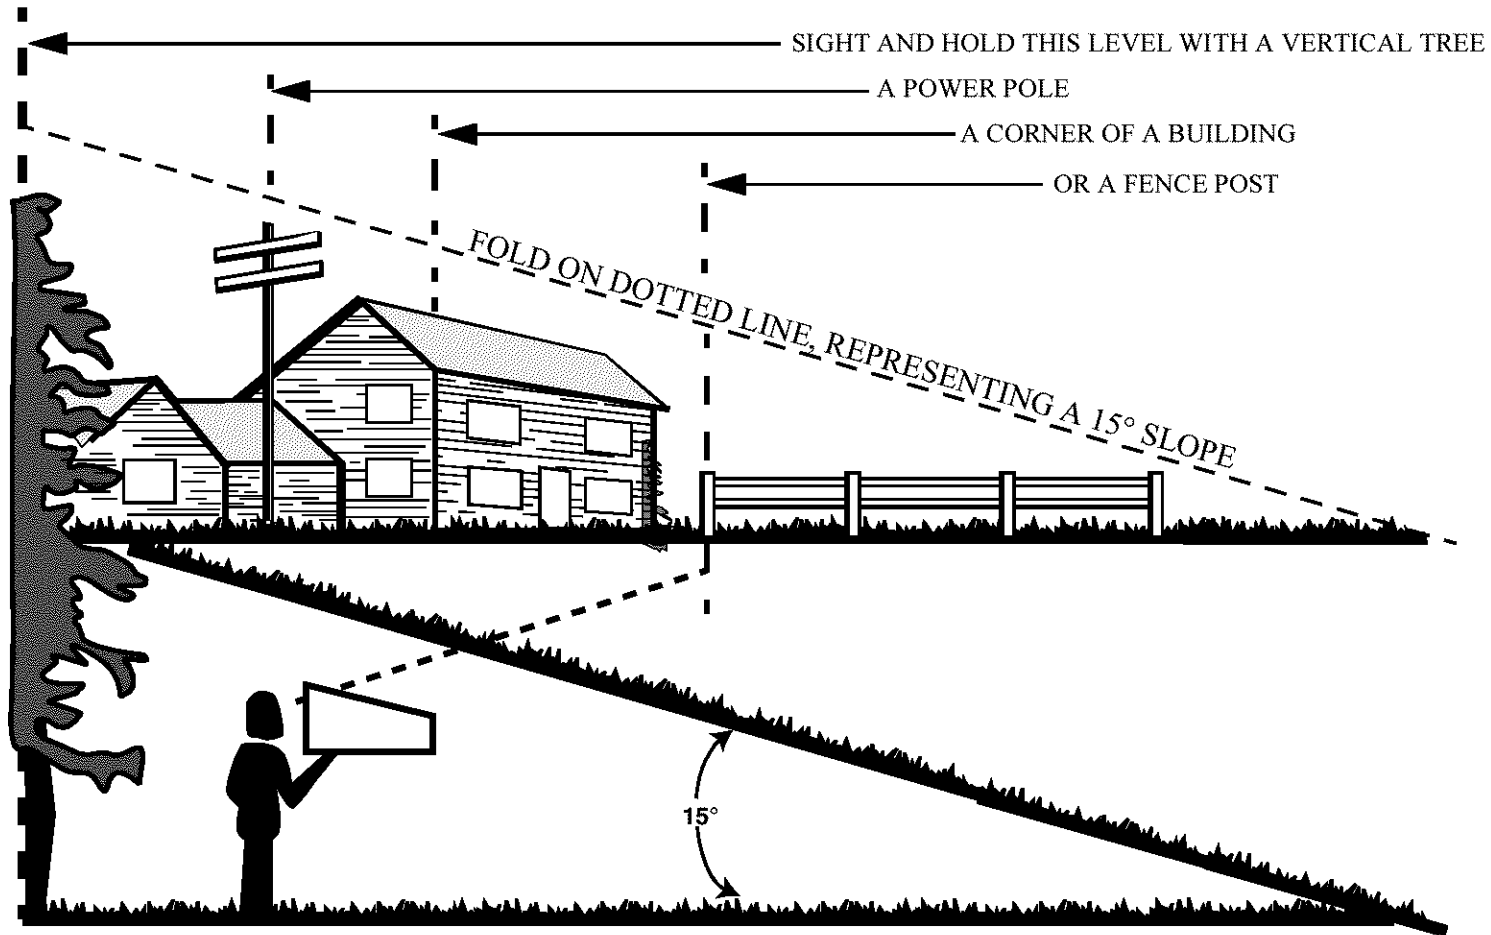 SIGHT AND HOLD THIS LEVEL WITH A VERTICAL TREE
A POWER POLE
A CORNER OF A BUILDING
OR A FENCE POST
FOLD ON DOTTED LINE, REPRESENTING A 15° SLOPE
15°